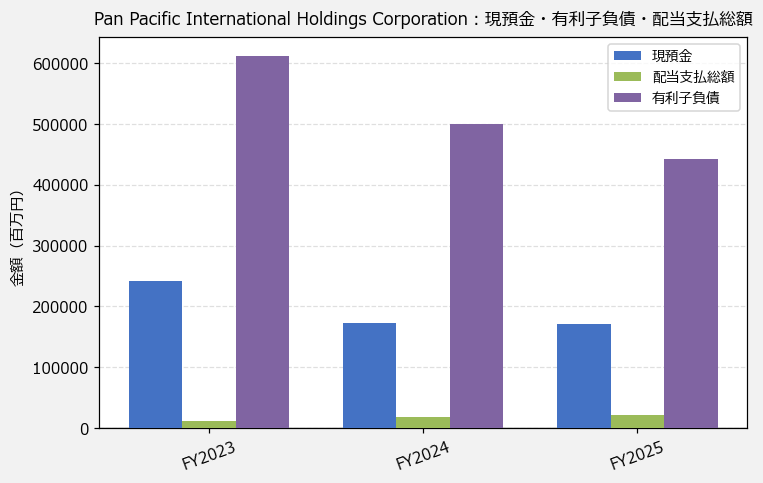 Pan Pacific International Holdings Corporation : 現預金・有利子負債・配当支払総額
現預金
配当支払総額
有利子負債
金額 (百万円)
600000
500000
400000
300000
200000
100000
0
FY2023
FY2024
FY2025